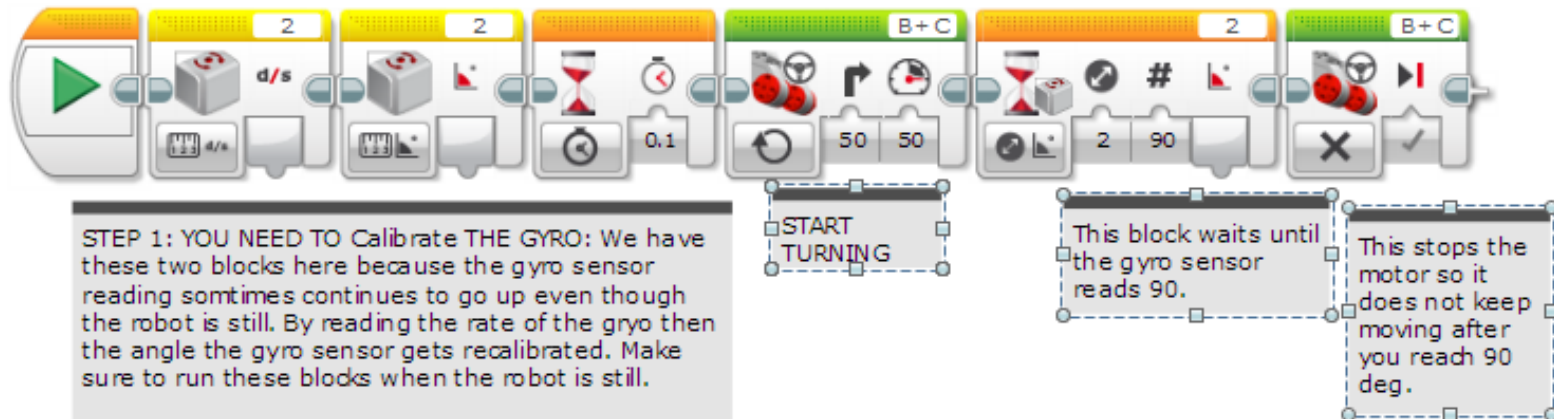 2
2
B+C
2
B+C
d/s
#
123 d/s
123
0.1
50
50
2
90
STEP 1: YOU NEED TO Calibrate THE GYRO: We have
these two blocks here because the gyro sensor
reading somtimes continues to go up even though
the robot is still. By reading the rate of the gryo then
the angle the gyro sensor gets recalibrated. Make
sure to run these blocks when the robot is still.
START
TURNING
This block waits until
the gyro sensor
reads 90.
This stops the
motor so it
does not keep
moving after
you reach 90
deg.